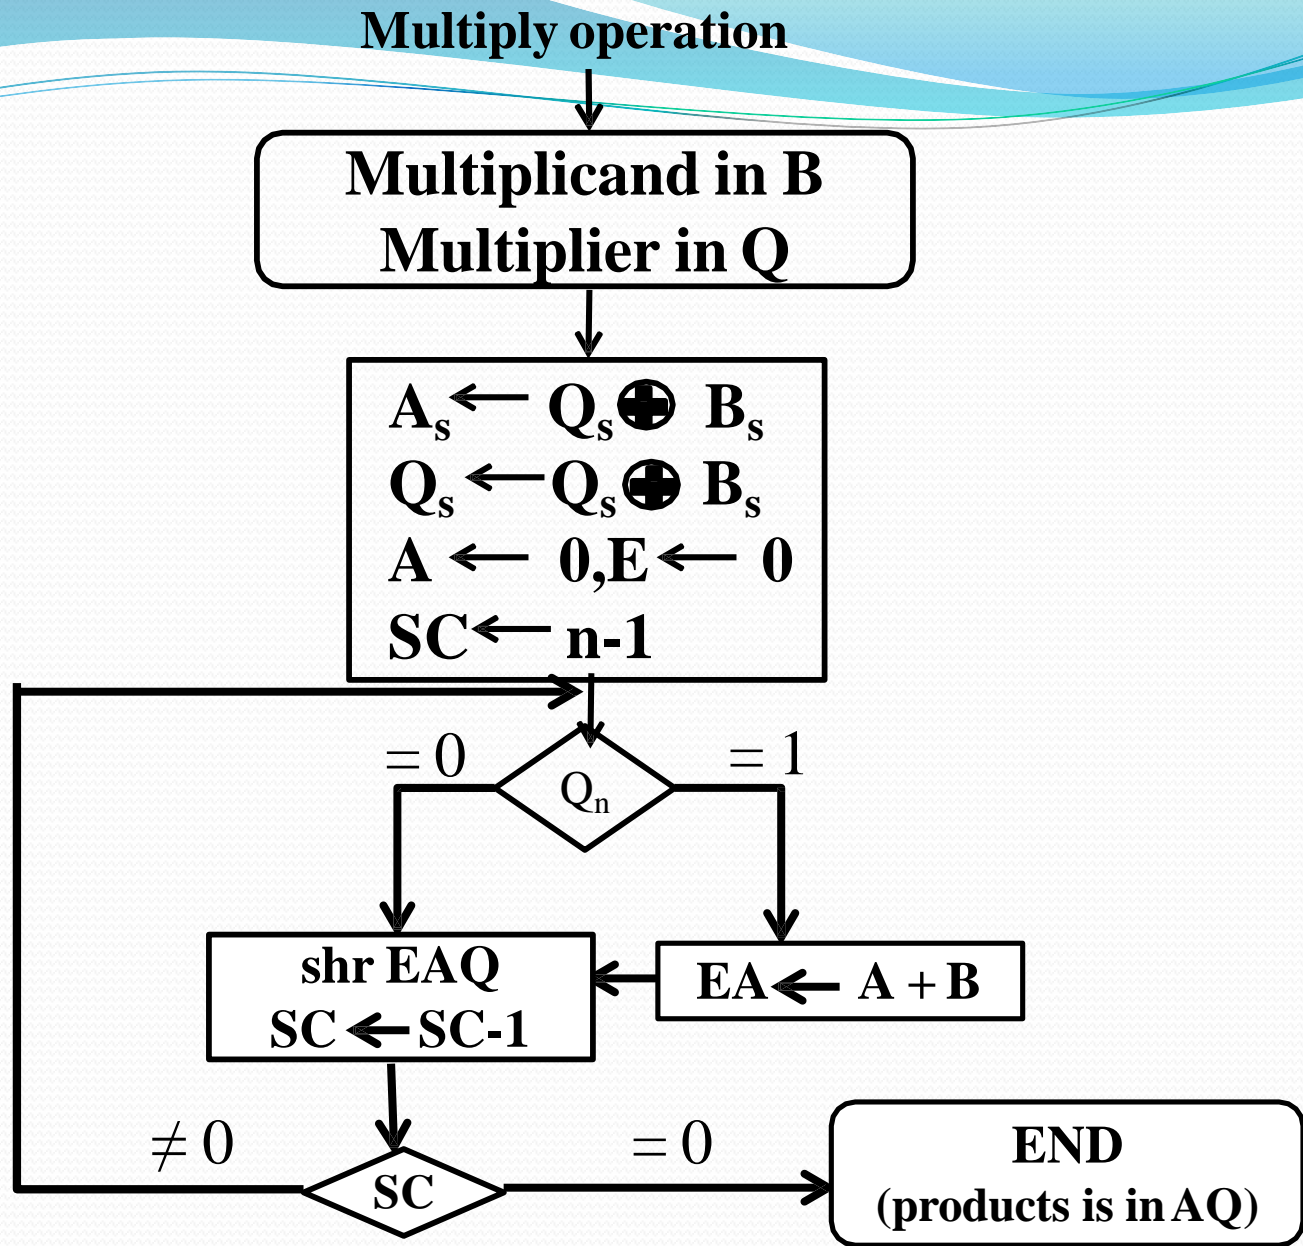 Multiply operation
Multiplicand in B
Multiplier in Q
Aₛ ← Qₛ ⊕ Bₛ
Qₛ ← Qₛ ⊕ Bₛ
A ← 0,E ← 0
SC ← n-1
= 0
= 1
Qₙ
shr EAQ
SC ← SC-1
EA ← A + B
≠ 0
= 0
SC
END
(products is in AQ)